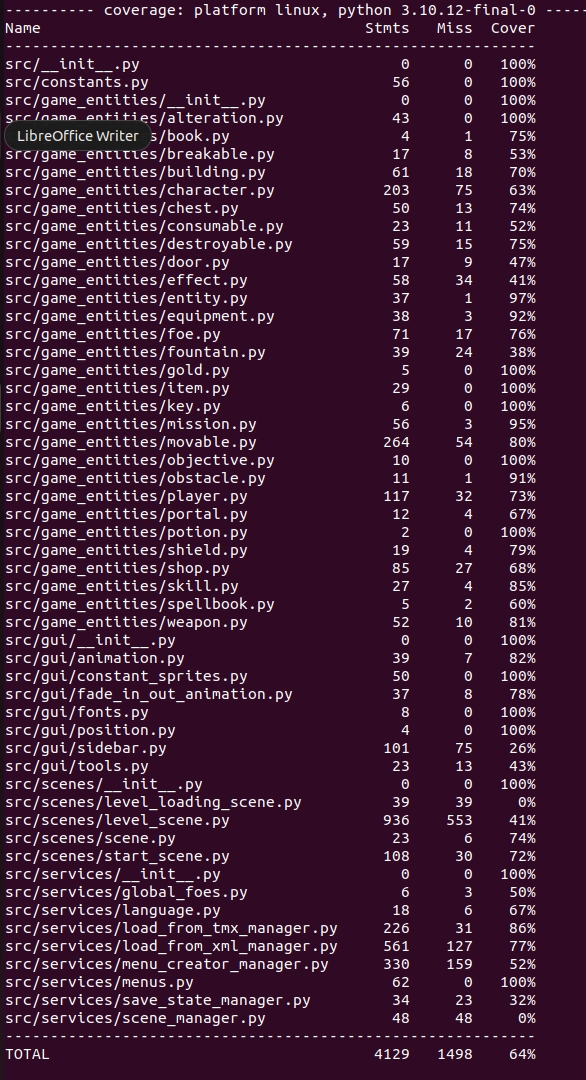 ---------- coverage: platform linux, python 3.10.12-final-0 -----
Name Stmts Miss Cover
-----------------------------------------------------------
src/__init__.py 0 0 100%
src/constants.py 56 0 100%
src/game_entities/__init__.py 0 0 100%
src/game_entities/alteration.py 43 0 100%
LibreOffice Writer
s/book.py 4 1 75%
src/game_entities/breakable.py 17 8 53%
src/game_entities/building.py 61 18 70%
src/game_entities/character.py 203 75 63%
src/game_entities/chest.py 50 13 74%
src/game_entities/consumable.py 23 11 52%
src/game_entities/destroyable.py 59 15 75%
src/game_entities/door.py 17 9 47%
src/game_entities/effect.py 58 34 41%
src/game_entities/entity.py 37 1 97%
src/game_entities/equipment.py 38 3 92%
src/game_entities/foe.py 71 17 76%
src/game_entities/fountain.py 39 24 38%
src/game_entities/gold.py 5 0 100%
src/game_entities/item.py 29 0 100%
src/game_entities/key.py 6 0 100%
src/game_entities/mission.py 56 3 95%
src/game_entities/movable.py 264 54 80%
src/game_entities/objective.py 10 0 100%
src/game_entities/obstacle.py 11 1 91%
src/game_entities/player.py 117 32 73%
src/game_entities/portal.py 12 4 67%
src/game_entities/potion.py 2 0 100%
src/game_entities/shield.py 19 4 79%
src/game_entities/shop.py 85 27 68%
src/game_entities/skill.py 27 4 85%
src/game_entities/spellbook.py 5 2 60%
src/game_entities/weapon.py 52 10 81%
src/gui/__init__.py 0 0 100%
src/gui/animation.py 39 7 82%
src/gui/constant_sprites.py 50 0 100%
src/gui/fade_in_out_animation.py 37 8 78%
src/gui/fonts.py 8 0 100%
src/gui/position.py 4 0 100%
src/gui/sidebar.py 101 75 26%
src/gui/tools.py 23 13 43%
src/scenes/__init__.py 0 0 100%
src/scenes/level_loading_scene.py 39 39 0%
src/scenes/level_scene.py 936 553 41%
src/scenes/scene.py 23 6 74%
src/scenes/start_scene.py 108 30 72%
src/services/__init__.py 0 0 100%
src/services/global_foes.py 6 3 50%
src/services/language.py 18 6 67%
src/services/load_from_tmx_manager.py 226 31 86%
src/services/load_from_xml_manager.py 561 127 77%
src/services/menu_creator_manager.py 330 159 52%
src/services/menus.py 62 0 100%
src/services/save_state_manager.py 34 23 32%
src/services/scene_manager.py 48 48 0%
-----------------------------------------------------------
TOTAL 4129 1498 64%